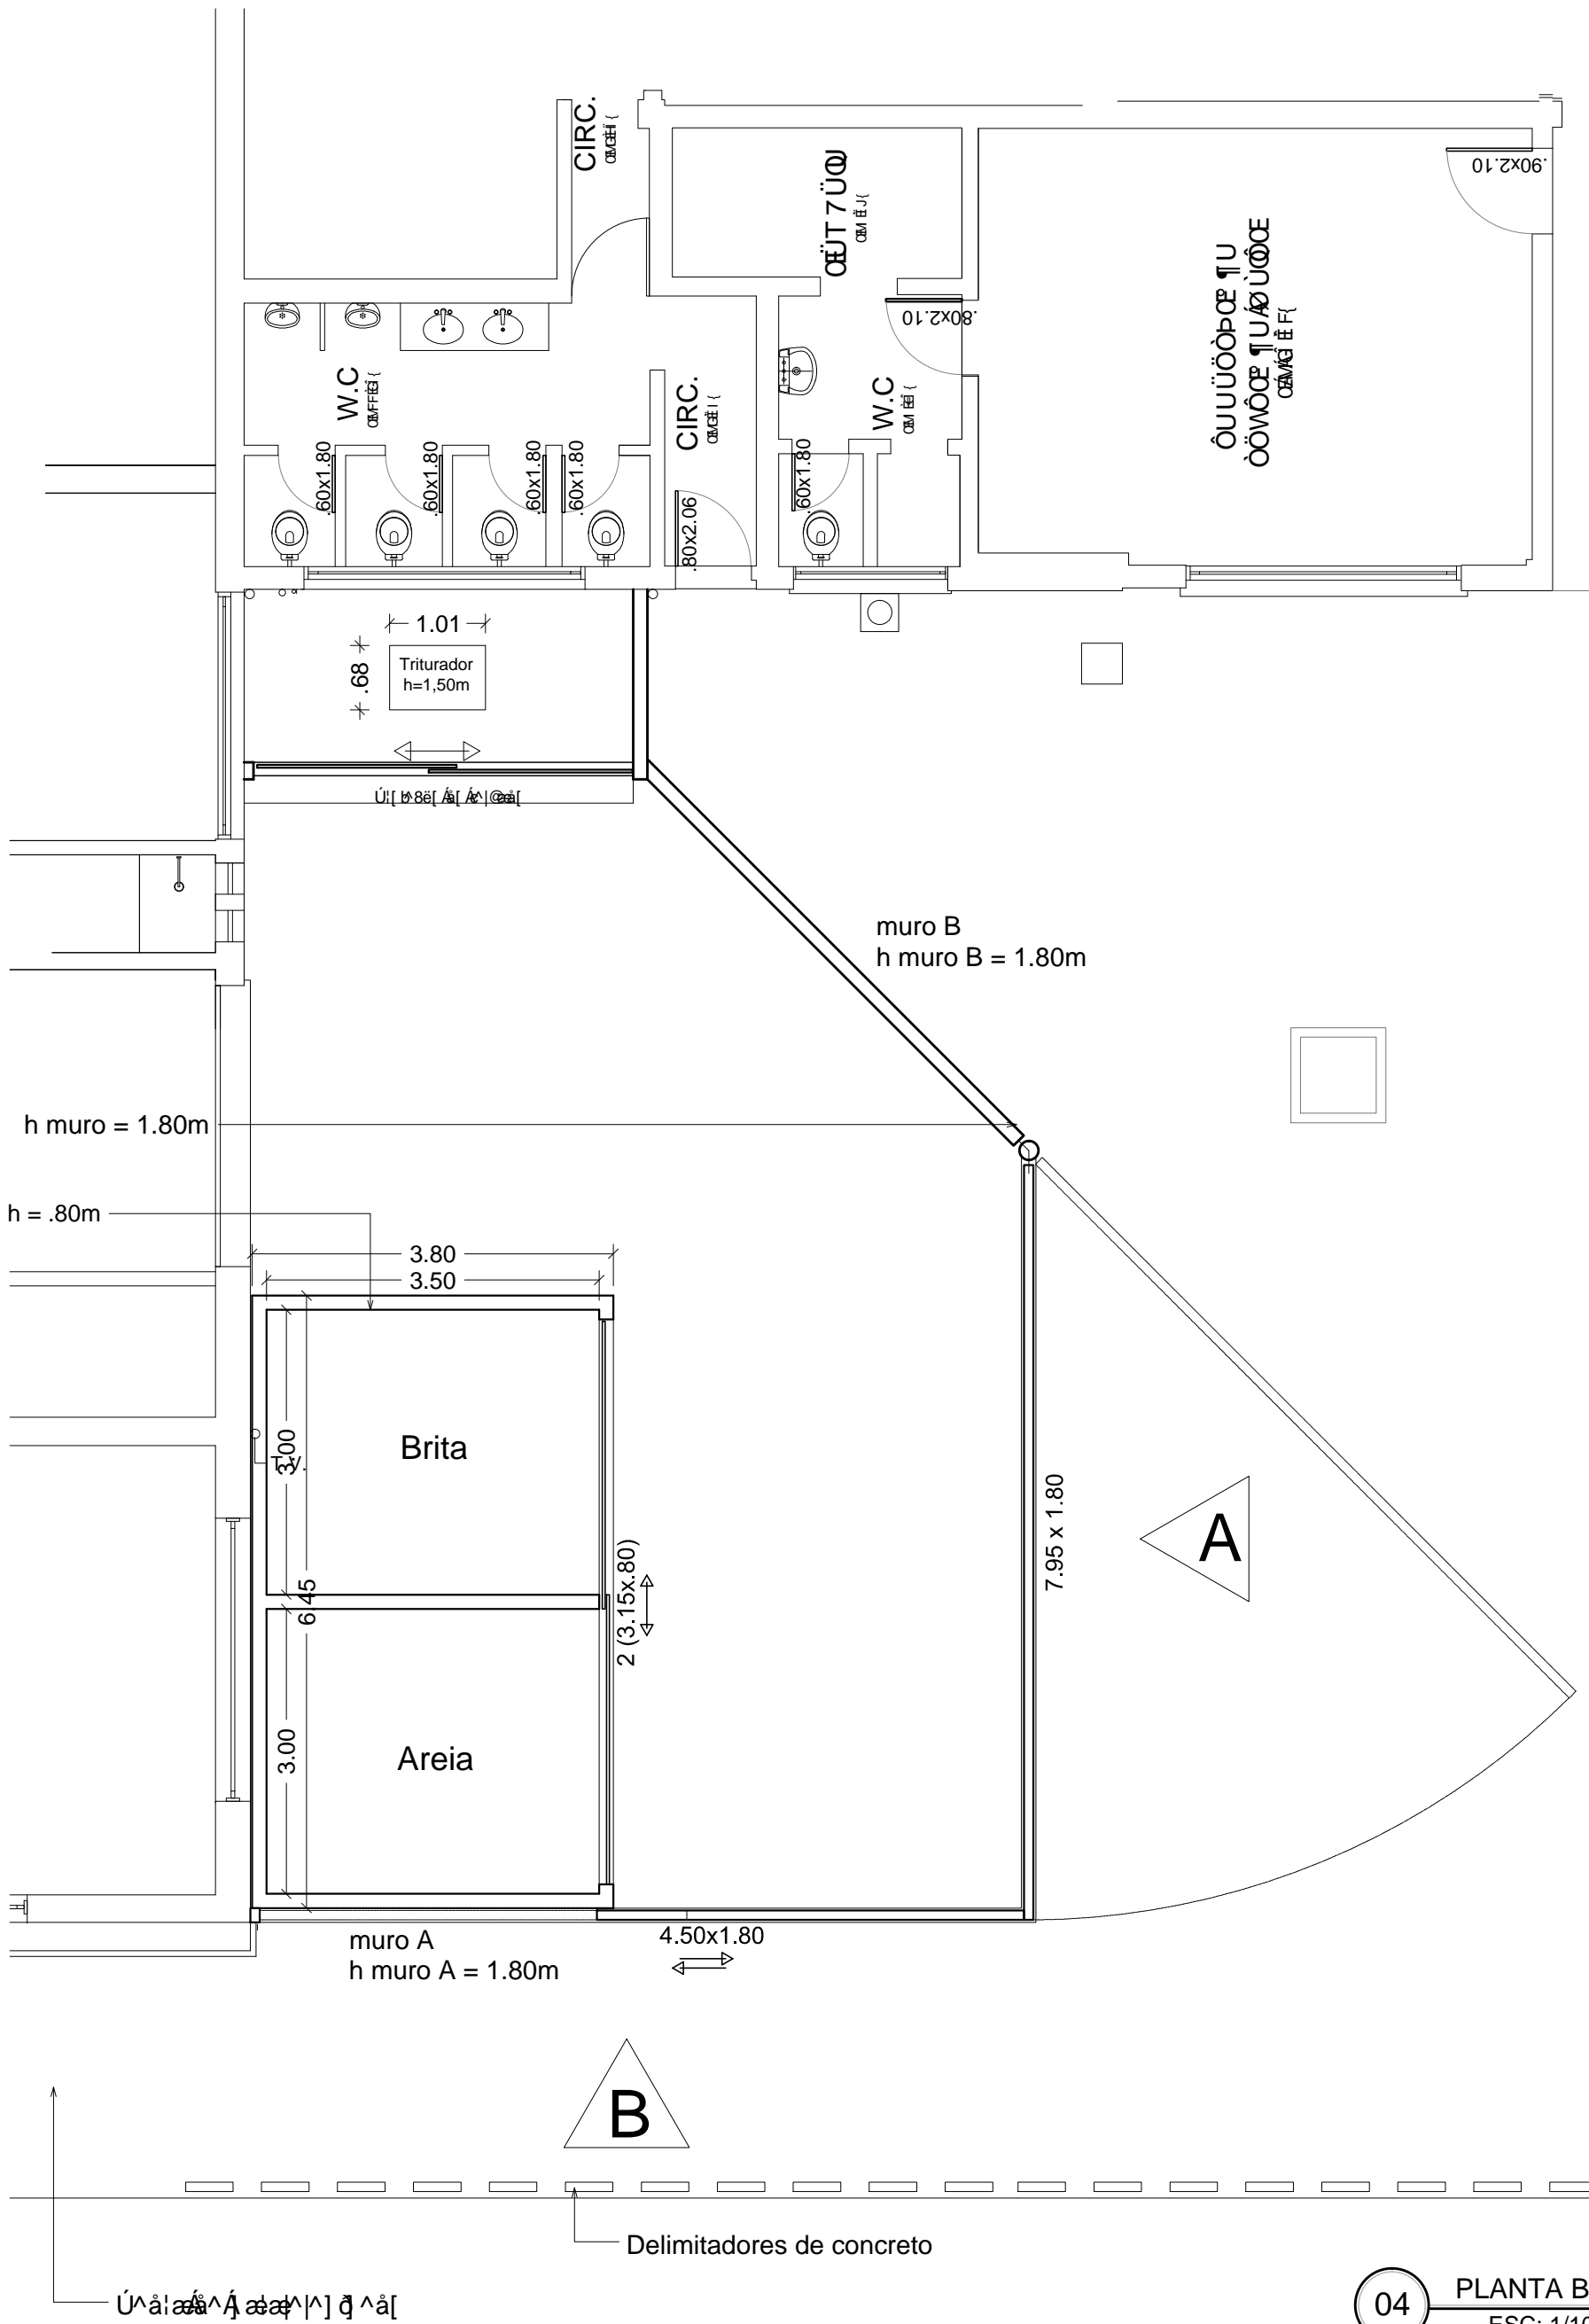 CIRC.
.90x2.10
.80x2.10
W.C
CIRC.
W.C
.60x1.80
.60x1.80
.60x1.80
.60x1.80
.80x2.06
.60x1.80
1.01
.68
Triturador
h=1,50m
muro B
h muro B = 1.80m
h muro = 1.80m
h = .80m
3.80
3.50
3.00
T.V.
Brita
6.45
2 (3.15x.80)
7.95 x 1.80
A
3.00
Areia
muro A
h muro A = 1.80m
4.50x1.80
B
Delimitadores de concreto
04
PLANTA B